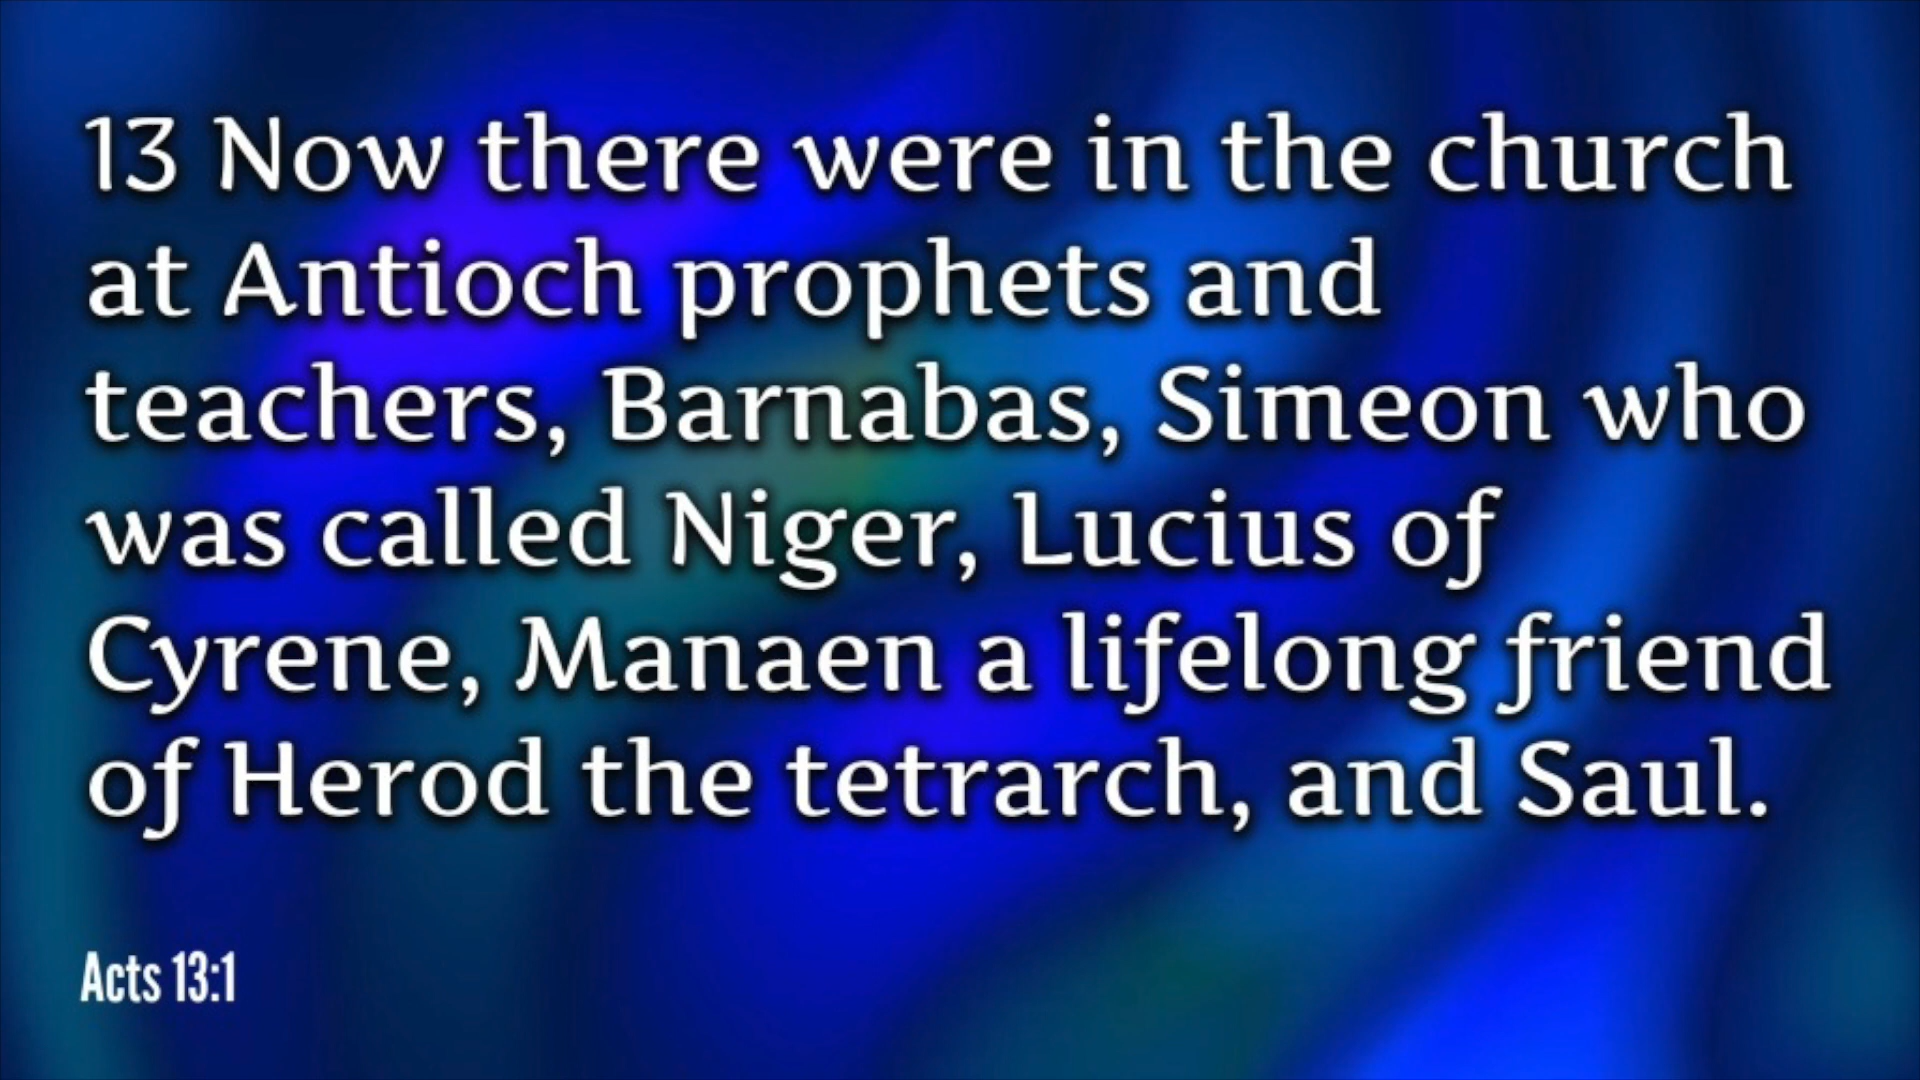 13 Now there were in the church
at Antioch prophets and
teachers, Barnabas, Simeon who
was called Niger, Lucius of
Cyrene, Manaen a lifelong friend
of Herod the tetrarch, and Saul.
Acts 13:1